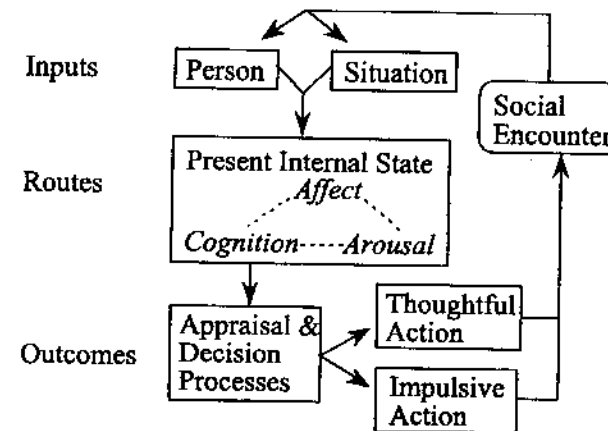 Inputs
Person
Situation
Social
Encounter
Routes
Present Internal State
Affect
Cognition
Arousal
Outcomes
Appraisal &
Decision
Processes
Thoughtful
Action
Impulsive
Action